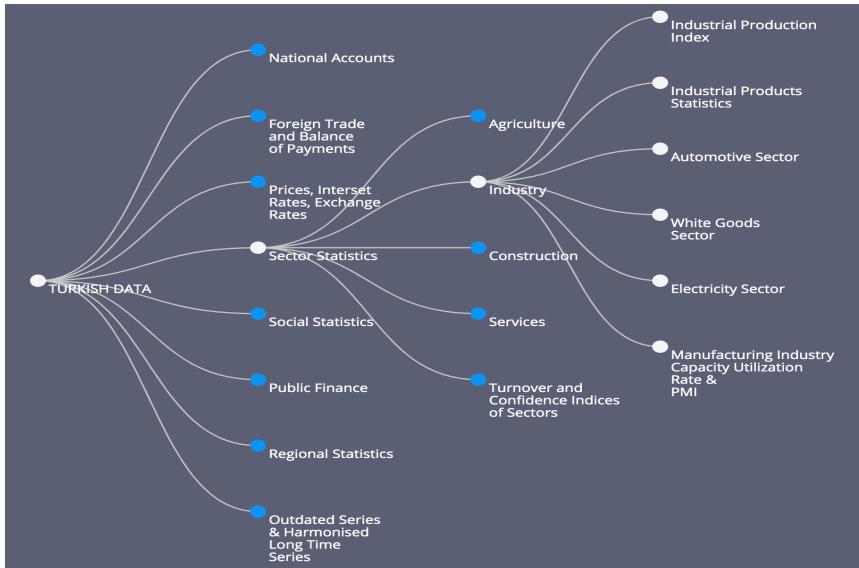 TURKISH DATA
National Accounts
Foreign Trade
and Balance
of Payments
Prices, Interset
Rates, Exchange
Rates
Sector Statistics
Social Statistics
Public Finance
Regional Statistics
Outdated Series
& Harmonised
Long Time
Series
Agriculture
Industry
Construction
Services
Turnover and
Confidence Indices
of Sectors
Industrial Production
Index
Industrial Products
Statistics
Automotive Sector
White Goods
Sector
Electricity Sector
Manufacturing Industry
Capacity Utilization
Rate &
PMI